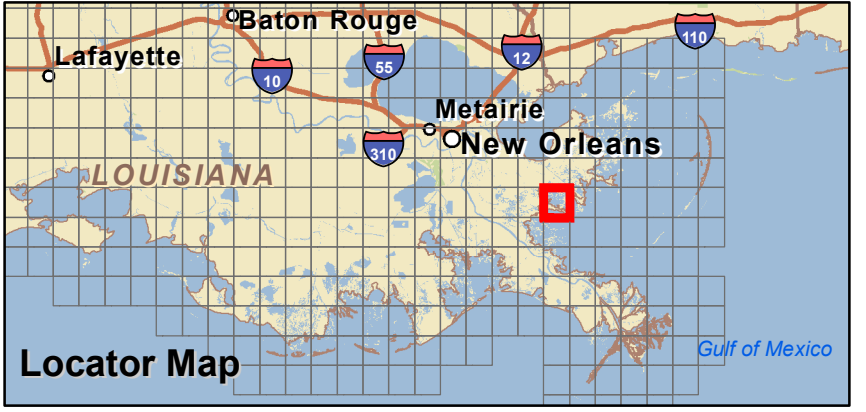 Baton Rouge
110
Lafayette
55
12
10
Metairie
New Orleans
310
LOUISIANA
Gulf of Mexico
Locator Map